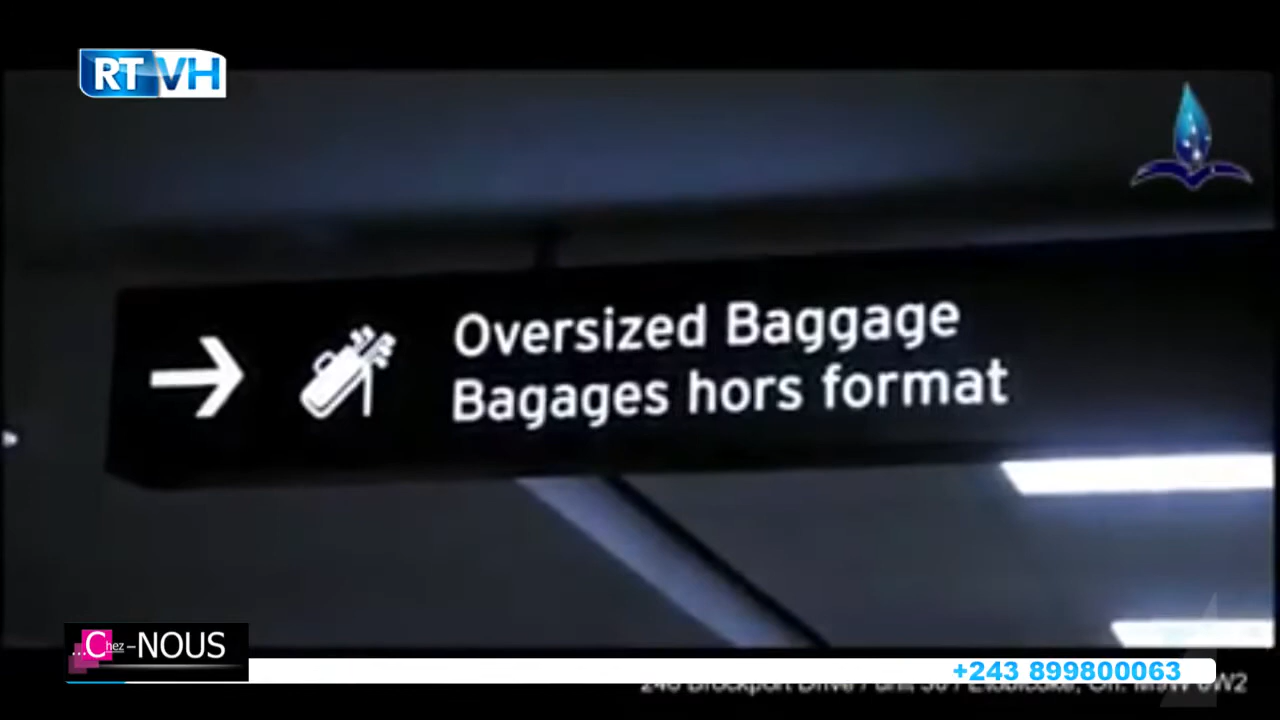 RTVH
Oversized Baggage
Bagages hors format
...Chez-NOUS
+243 899800063